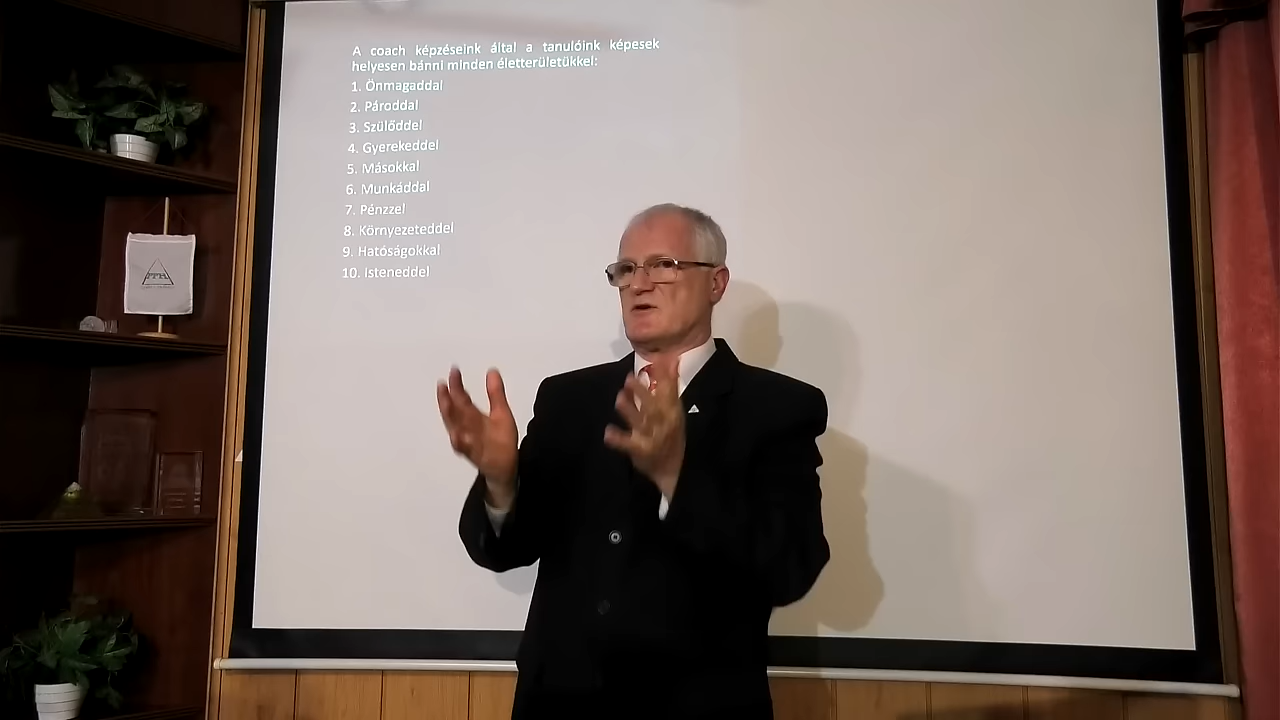 A coach képzéseink által a tanulóink képesek
helyesen bánni minden életterületükkel:
1. Önmagaddal
2. Pároddal
3. Szülőddel
4. Gyerekeddel
5. Másokkal
6. Munkáddal
7. Pénzzel
8. Környezeteddel
9. Hatóságokkal
10. Isteneddel